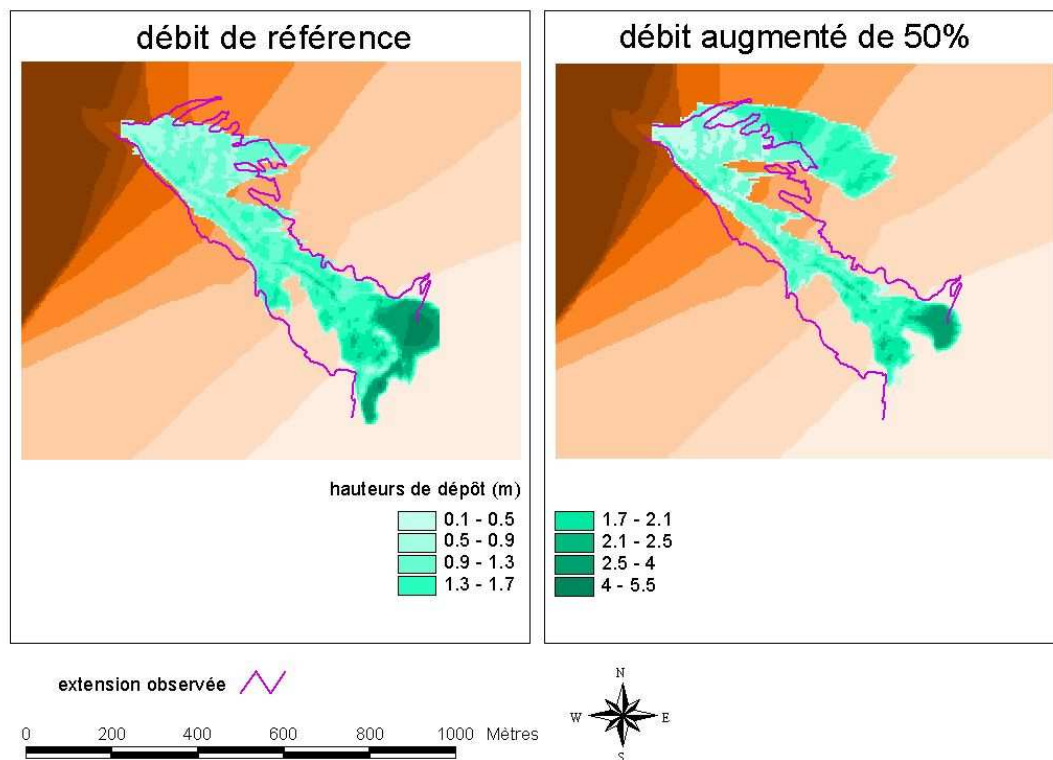 débit de référence
débit augmenté de 50%
hauteurs de dépôt (m)
0.1 - 0.5
0.5 - 0.9
0.9 - 1.3
1.3 - 1.7
1.7 - 2.1
2.1 - 2.5
2.5 - 4
4 - 5.5
extension observée
0 200 400 600 800 1000 Mètres
N
W E
S